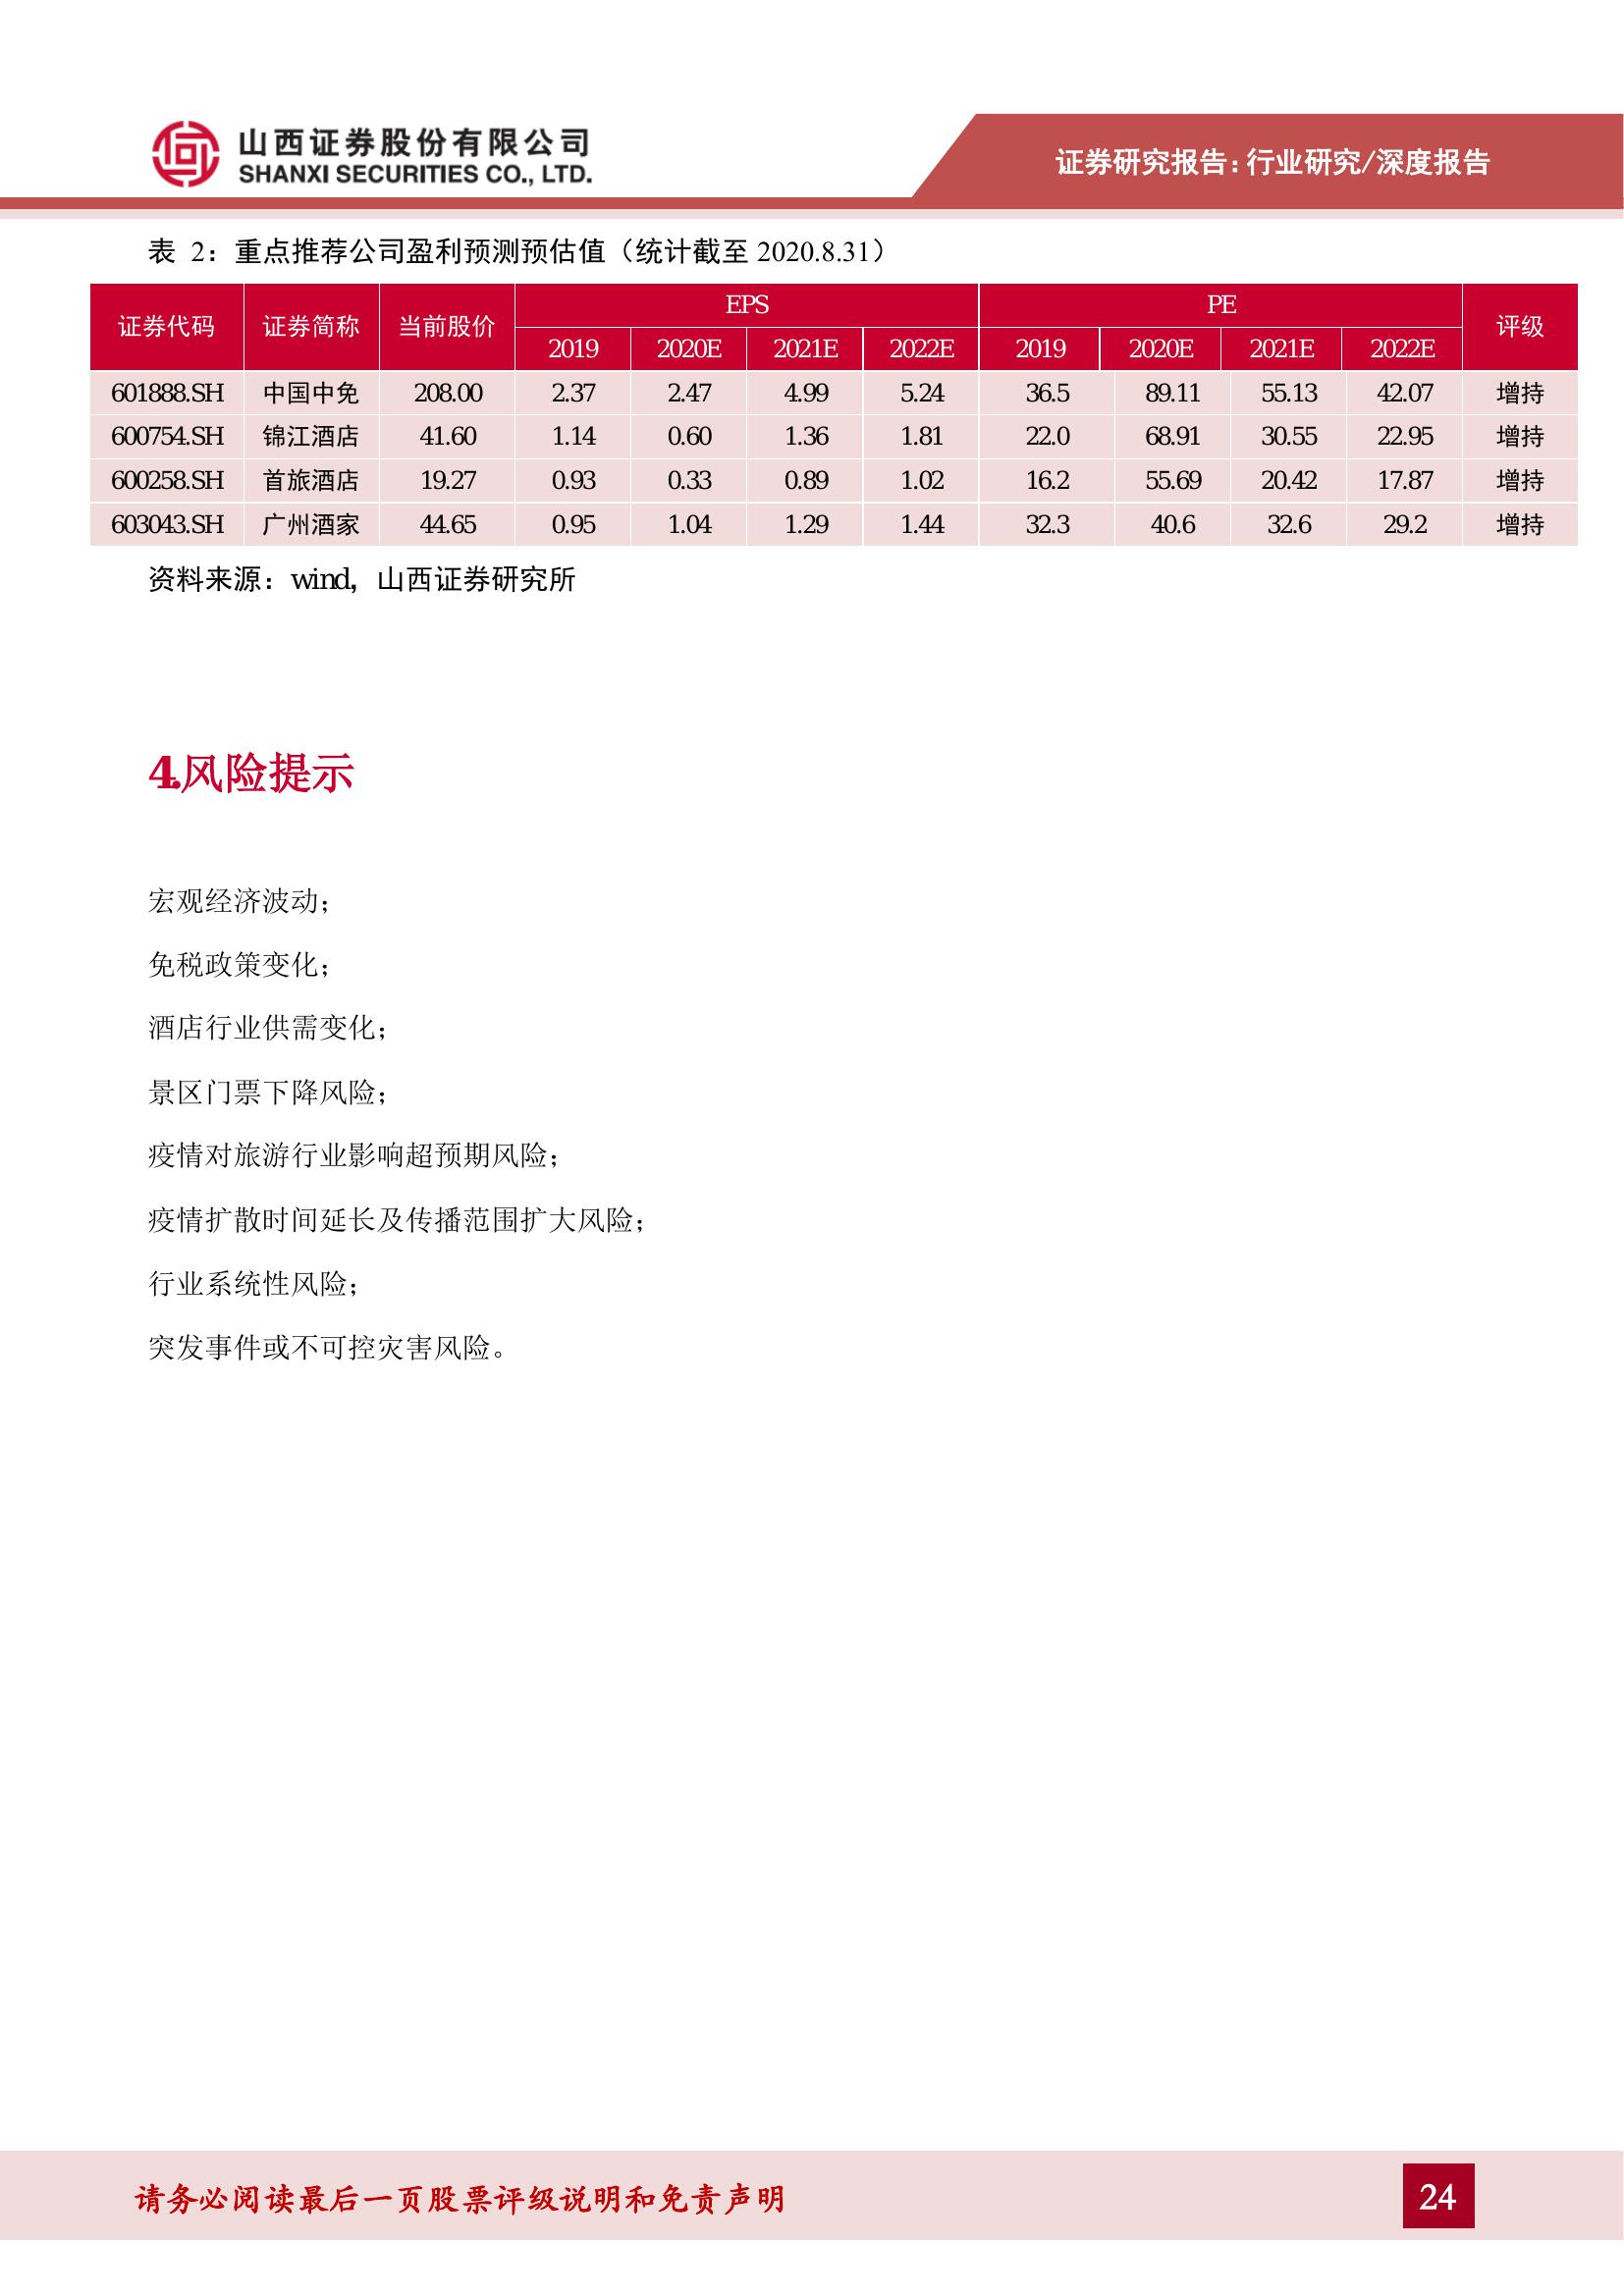 山西证券股份有限公司
SHANXI SECURITIES CO., LTD.
证券研究报告：行业研究/深度报告
表 2：重点推荐公司盈利预测预估值（统计截至 2020.8.31）
证券代码 证券简称 当前股价 EPS PE 评级
2019 2020E 2021E 2022E 2019 2020E 2021E 2022E
601888.SH 中国中免 208.00 2.37 2.47 4.99 5.24 36.5 89.11 55.13 42.07 增持
600754.SH 锦江酒店 41.60 1.14 0.60 1.36 1.81 22.0 68.91 30.55 22.95 增持
600258.SH 首旅酒店 19.27 0.93 0.33 0.89 1.02 16.2 55.69 20.42 17.87 增持
603043.SH 广州酒家 44.65 0.95 1.04 1.29 1.44 32.3 40.6 32.6 29.2 增持
资料来源：wind，山西证券研究所
4.风险提示
宏观经济波动；
免税政策变化；
酒店行业供需变化；
景区门票下降风险；
疫情对旅游行业影响超预期风险；
疫情扩散时间延长及传播范围扩大风险；
行业系统性风险；
突发事件或不可控灾害风险。
请务必阅读最后一页股票评级说明和免责声明
24